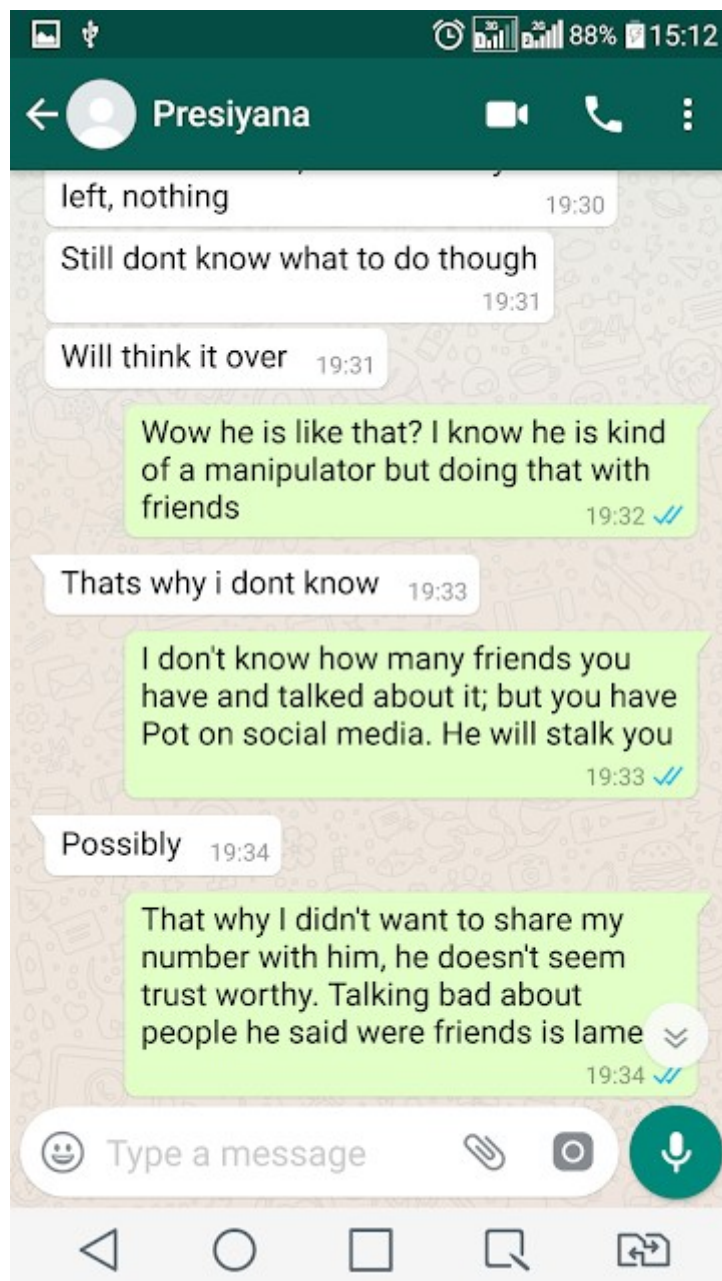 88% 15:12
Presiyana
left, nothing
19:30
Still dont know what to do though
19:31
Will think it over 19:31
Wow he is like that? I know he is kind
of a manipulator but doing that with
friends
19:32
Thats why i dont know 19:33
I don't know how many friends you
have and talked about it; but you have
Pot on social media. He will stalk you
19:33
Possibly 19:34
That why I didn't want to share my
number with him, he doesn't seem
trust worthy. Talking bad about
people he said were friends is lame
19:34
Type a message